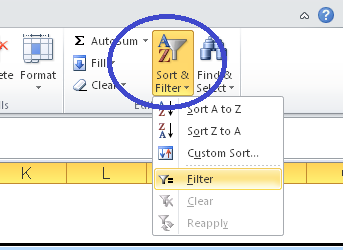 ete Format
Σ AutoSum
Fill
Clear
Sort & Filter
Find & Select
Sort A to Z
Sort Z to A
Custom Sort...
Filter
Clear
Reapply
K L